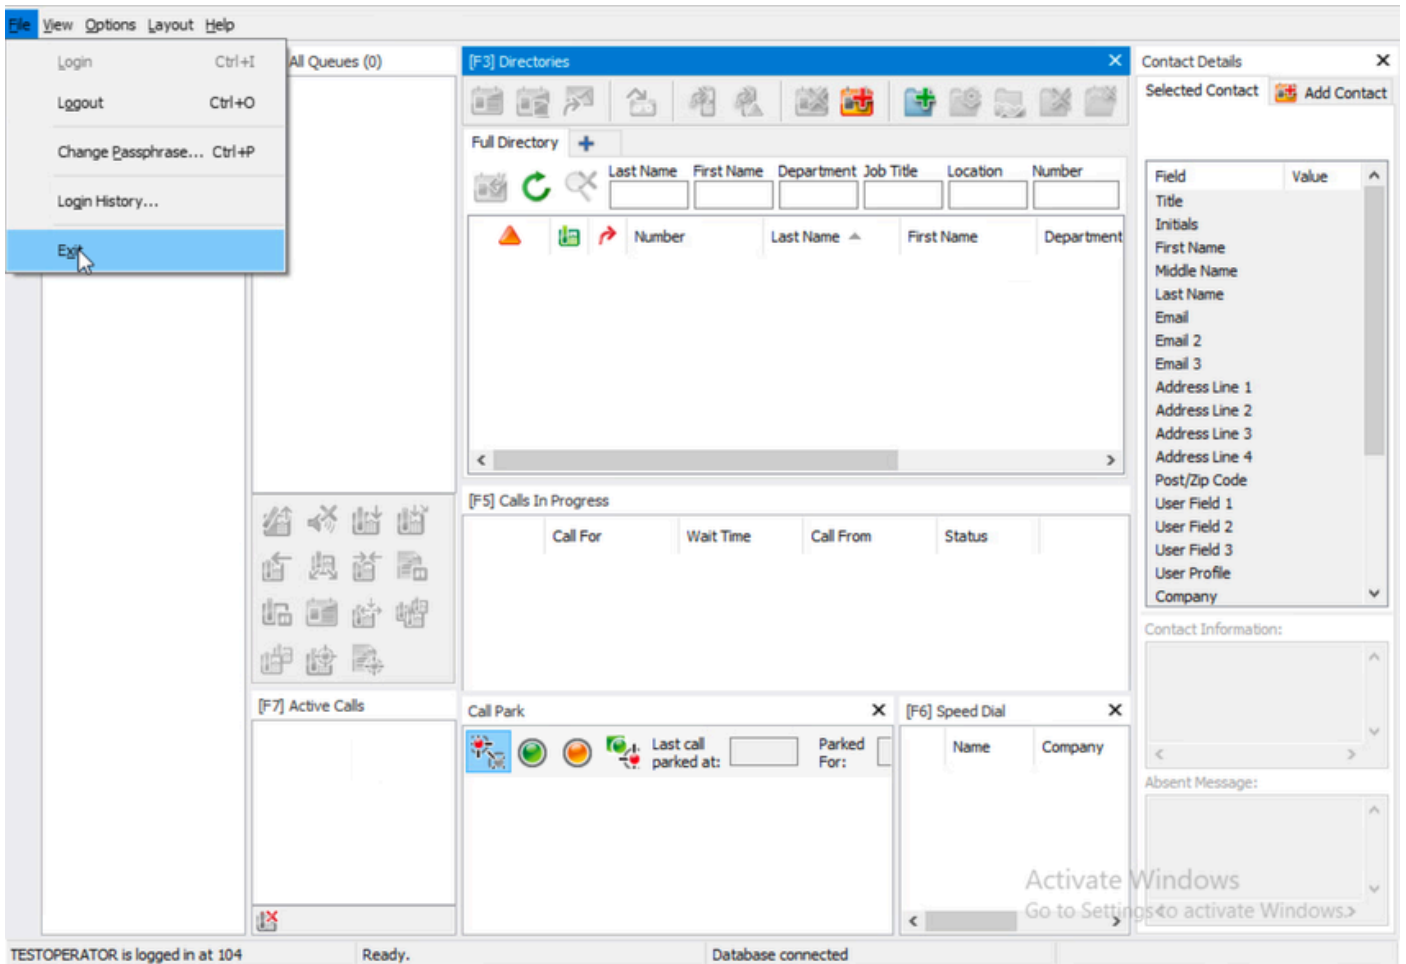 File View Options Layout Help
Login Ctrl+I
Logout Ctrl+O
Change Passphrase... Ctrl+P
Login History...
Exit
All Queues (0)
[F3] Directories
Full Directory
Last Name First Name Department Job Title Location Number
Number Last Name First Name Department
[F5] Calls In Progress
Call For Wait Time Call From Status
[F7] Active Calls
Call Park
Last call
parked at:
Parked
For:
[F6] Speed Dial
Name Company
Contact Details
Selected Contact Add Contact
Field Value
Title
Initials
First Name
Middle Name
Last Name
Email
Email 2
Email 3
Address Line 1
Address Line 2
Address Line 3
Address Line 4
Post/Zip Code
User Field 1
User Field 2
User Field 3
User Profile
Company
Contact Information:
Absent Message:
Activate Windows
Go to Settings to activate Windows.
TESTOPERATOR is logged in at 104 Ready. Database connected